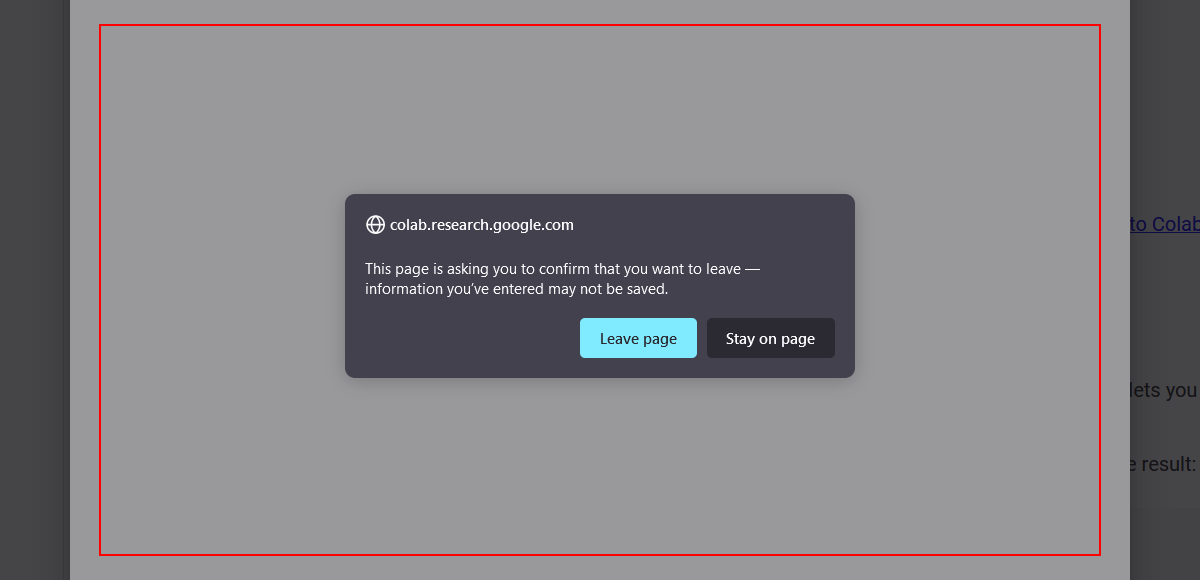 to Colab
colab.research.google.com
This page is asking you to confirm that you want to leave —
information you’ve entered may not be saved.
Leave page
Stay on page
lets you
e result: